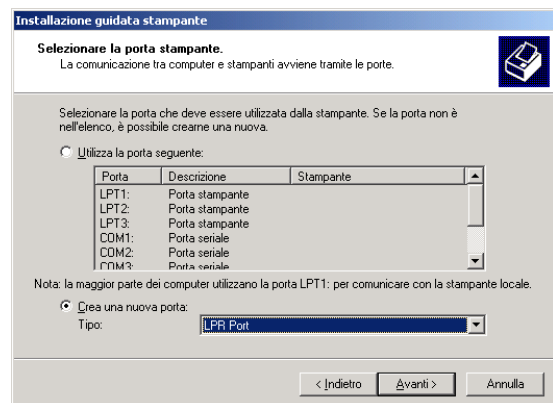 Installazione guidata stampante
Selezionare la porta stampante.
La comunicazione tra computer e stampanti avviene tramite le porte.
Selezionare la porta che deve essere utilizzata dalla stampante. Se la porta non è
nell'elenco, è possibile crearne una nuova.
Utilizza la porta seguente:
Porta Descrizione Stampante
LPT1: Porta stampante
LPT2: Porta stampante
LPT3: Porta stampante
COM1: Porta seriale
COM2: Porta seriale
COM3: Porta seriale
Nota: la maggior parte dei computer utilizzano la porta LPT1: per comunicare con la stampante locale.
Crea una nuova porta:
Tipo: LPR Port
< Indietro Avanti > Annulla